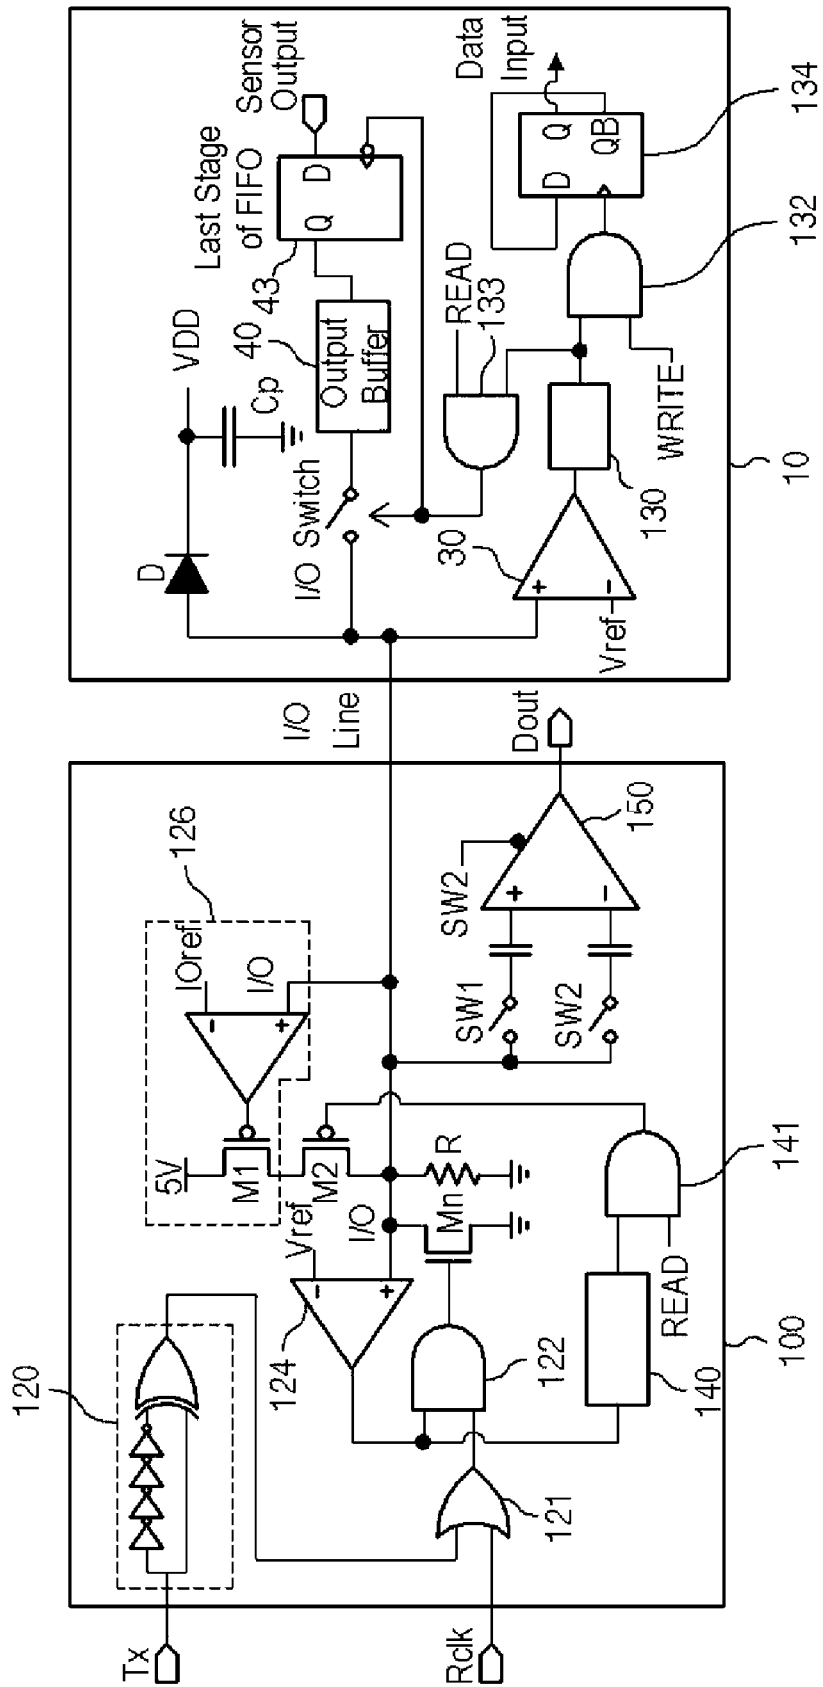 Tx
120
Rclk
121
124
Vref
I/O
122
Mn
R
5V
M1
M2
IOref
I/O
126
140
READ
141
100
SW1
SW2
SW2
150
Dout
I/O
Line
D
VDD
Cp
I/O Switch
Output
Buffer
40
43
Last Stage
of FIFO
Q
D
Sensor
Output
30
Vref
130
READ
133
WRITE
132
D
Q
QB
134
Data
Input
10